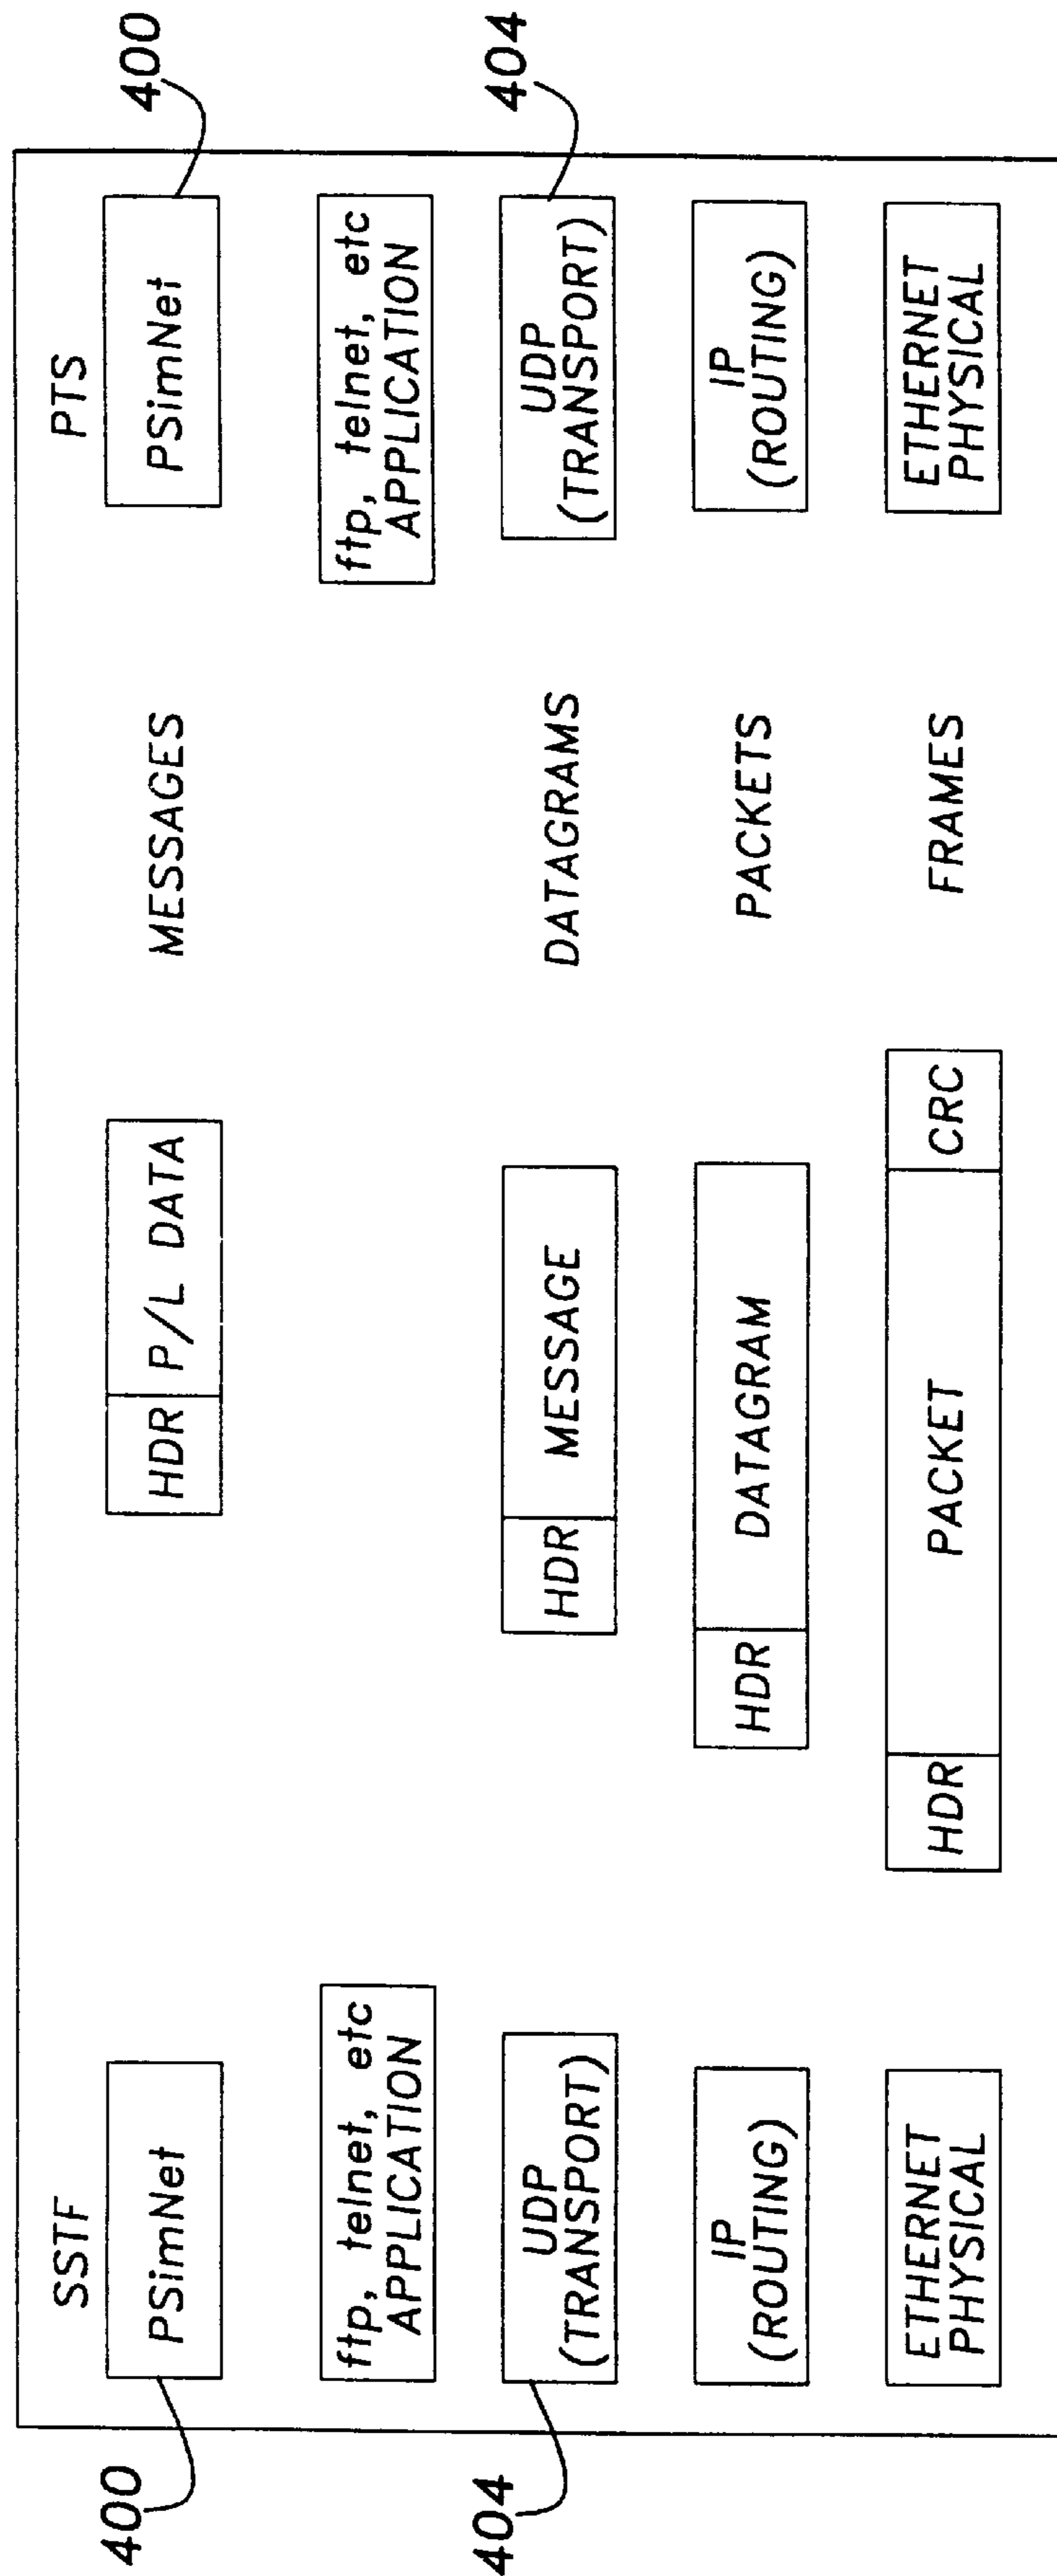 SSTF
PTS
400
PSimNet
HDR
P/L DATA
MESSAGES
PSimNet
400
ftp, telnet, etc
APPLICATION
ftp, telnet, etc
APPLICATION
404
UDP
(TRANSPORT)
HDR
MESSAGE
DATAGRAMS
UDP
(TRANSPORT)
404
IP
(ROUTING)
HDR
DATAGRAM
PACKETS
IP
(ROUTING)
ETHERNET
PHYSICAL
HDR
PACKET
CRC
FRAMES
ETHERNET
PHYSICAL